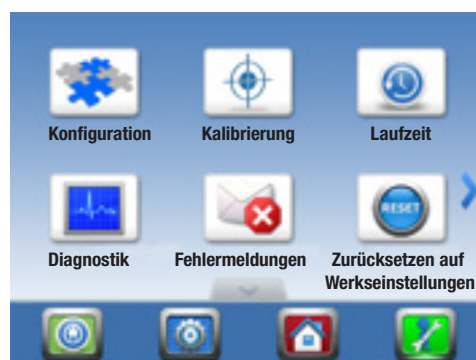 Konfiguration
Kalibrierung
Laufzeit
RESET
Diagnostik
Fehlermeldungen
Zurücksetzen auf
Werkseinstellungen